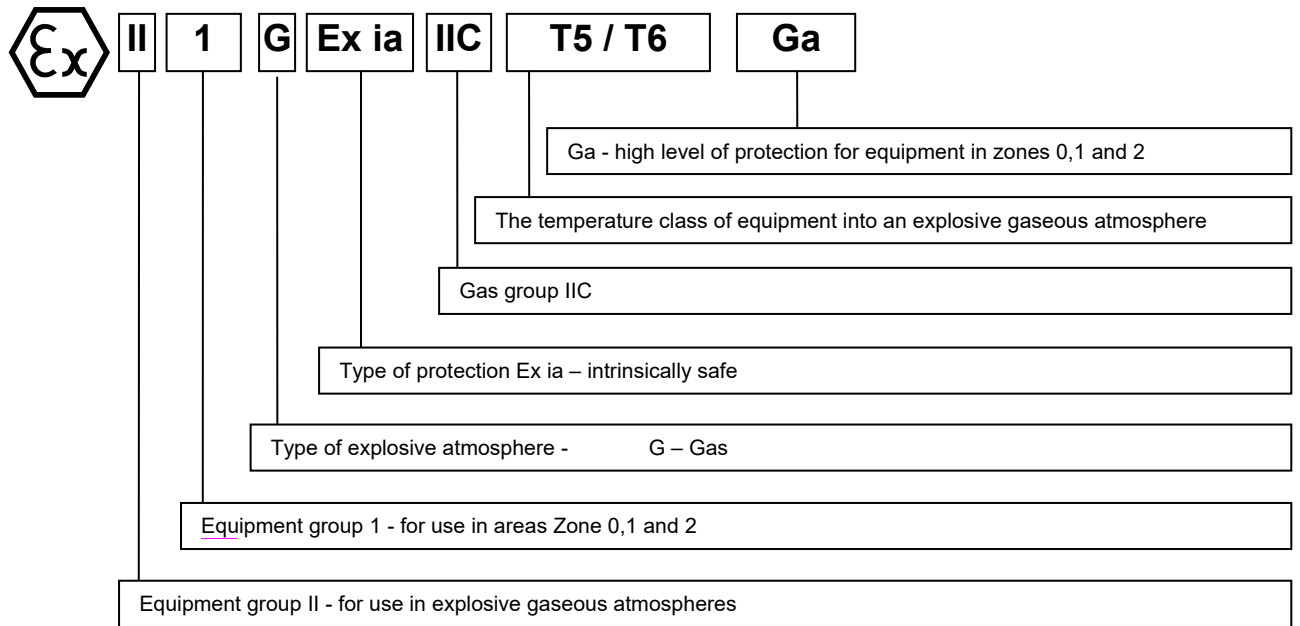 Ex II 1 G Ex ia IIC T5 / T6 Ga
Ga - high level of protection for equipment in zones 0,1 and 2
The temperature class of equipment into an explosive gaseous atmosphere
Gas group IIC
Type of protection Ex ia – intrinsically safe
Type of explosive atmosphere - G – Gas
Equipment group 1 - for use in areas Zone 0,1 and 2
Equipment group II - for use in explosive gaseous atmospheres